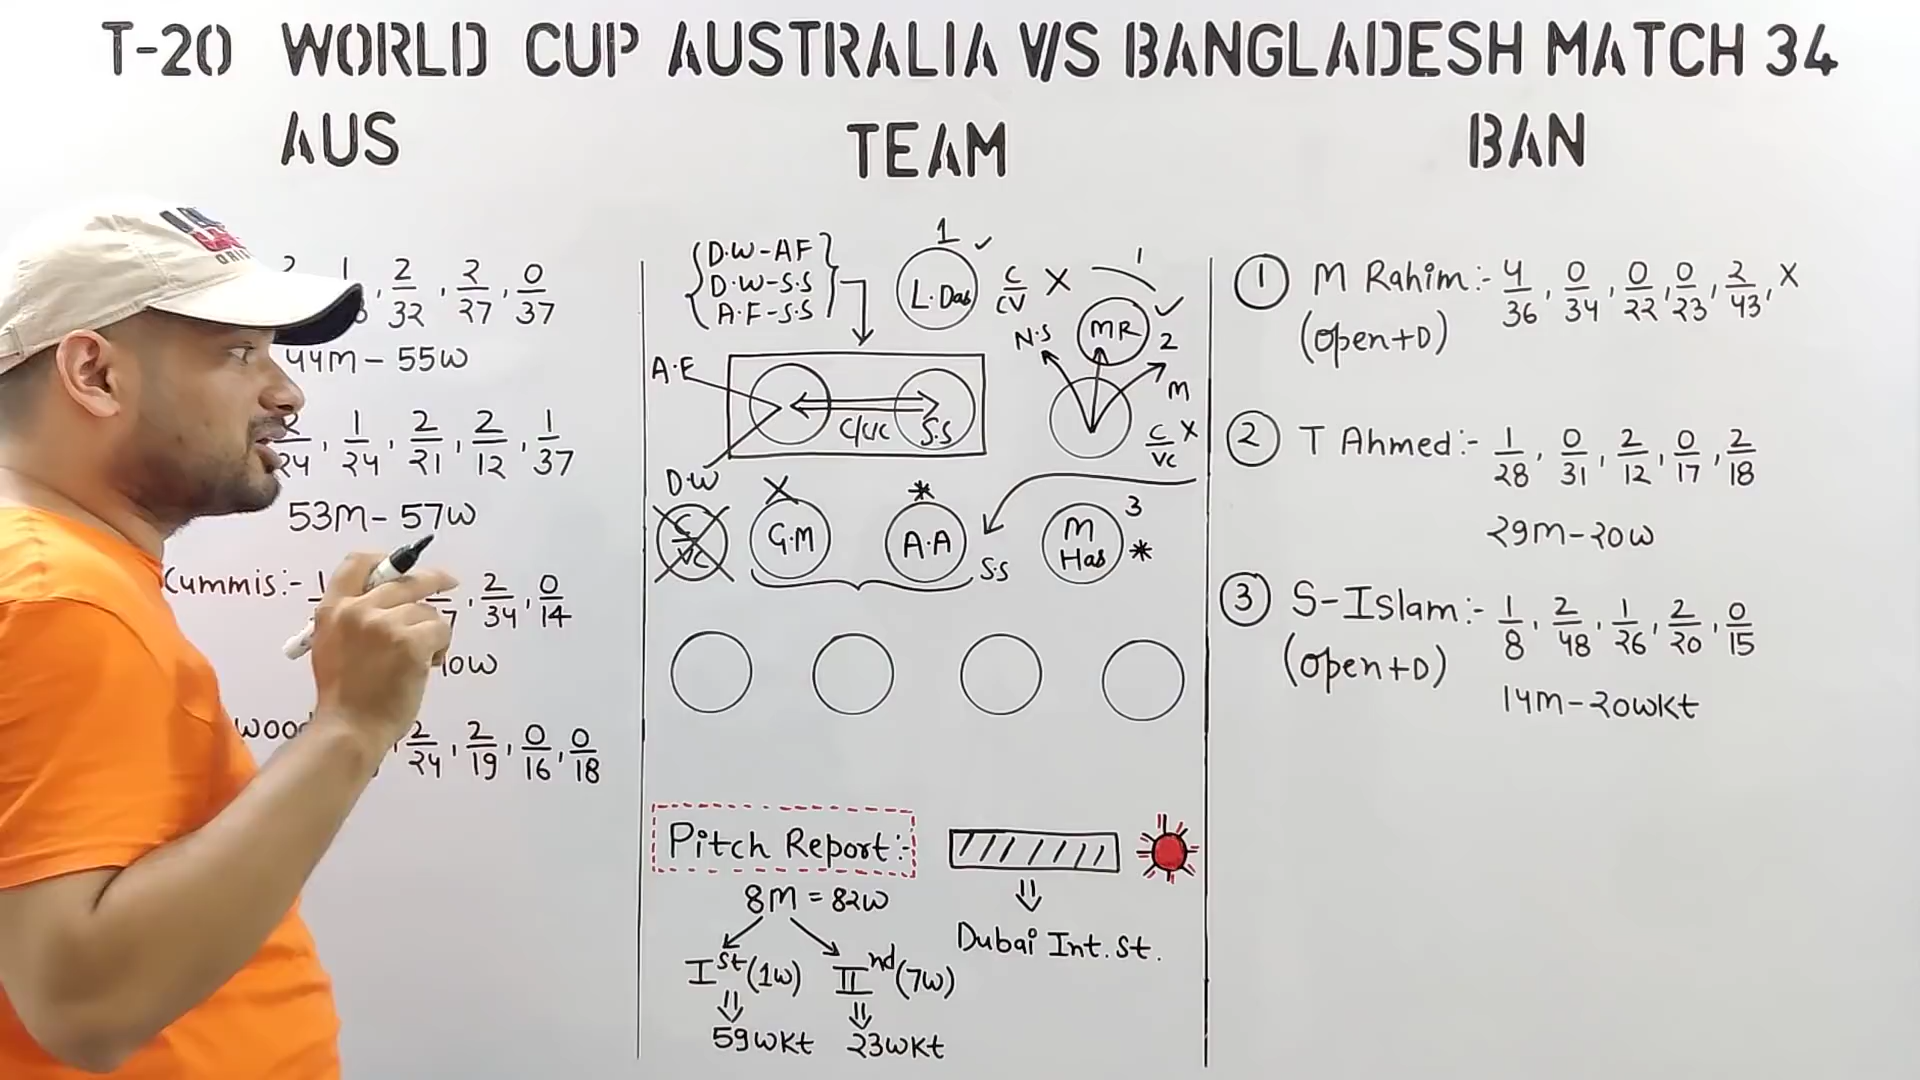 T-20 WORLD CUP AUSTRALIA V/S BANGLADESH MATCH 34
AUS
TEAM
BAN
2/32, 2/27, 0/37
44M - 55W
2/24, 1/24, 2/21, 2/12, 1/37
53M - 57W
Cummis:-
2/34, 0/14
2/24, 2/19, 0/16, 0/18
D.W-AF
D.W-S.S
A.F-S.S
1
L.Das
C/CV X
1
MR
N.S
2
M
A.F
C/VC
S.S
C/VC X
D.W
C/VC
X
G.M
*
A.A
S.S
M Has
3
*
Pitch Report:-
8M = 82W
Ist (1W)
IInd (7W)
59WKt
23WKt
Dubai Int. St.
1 M Rahim:- 4/36, 0/34, 0/22, 0/23, 2/43, X
(open+D)
2 T Ahmed:- 1/28, 0/31, 2/12, 0/17, 2/18
29M-20W
3 S-Islam:- 1/8, 2/48, 1/26, 2/20, 0/15
(open+D)
14M-20WKt